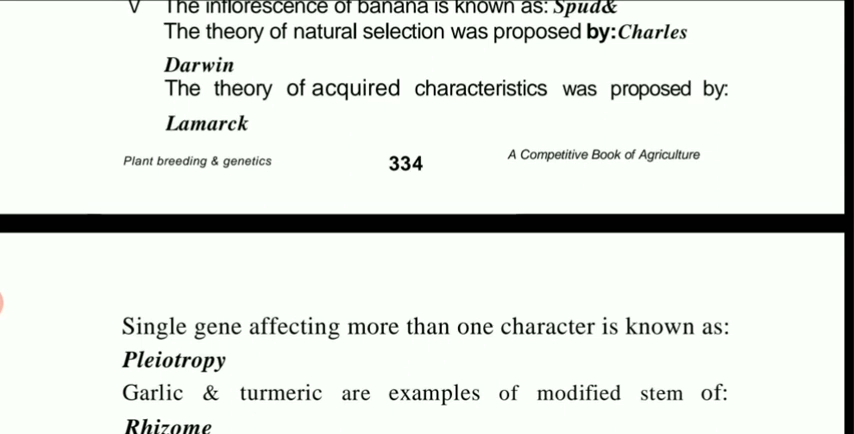 V The inflorescence of banana is known as: Spud&
The theory of natural selection was proposed by:Charles
Darwin
The theory of acquired characteristics was proposed by:
Lamarck
Plant breeding & genetics 334 A Competitive Book of Agriculture
Single gene affecting more than one character is known as:
Pleiotropy
Garlic & turmeric are examples of modified stem of:
Rhizome